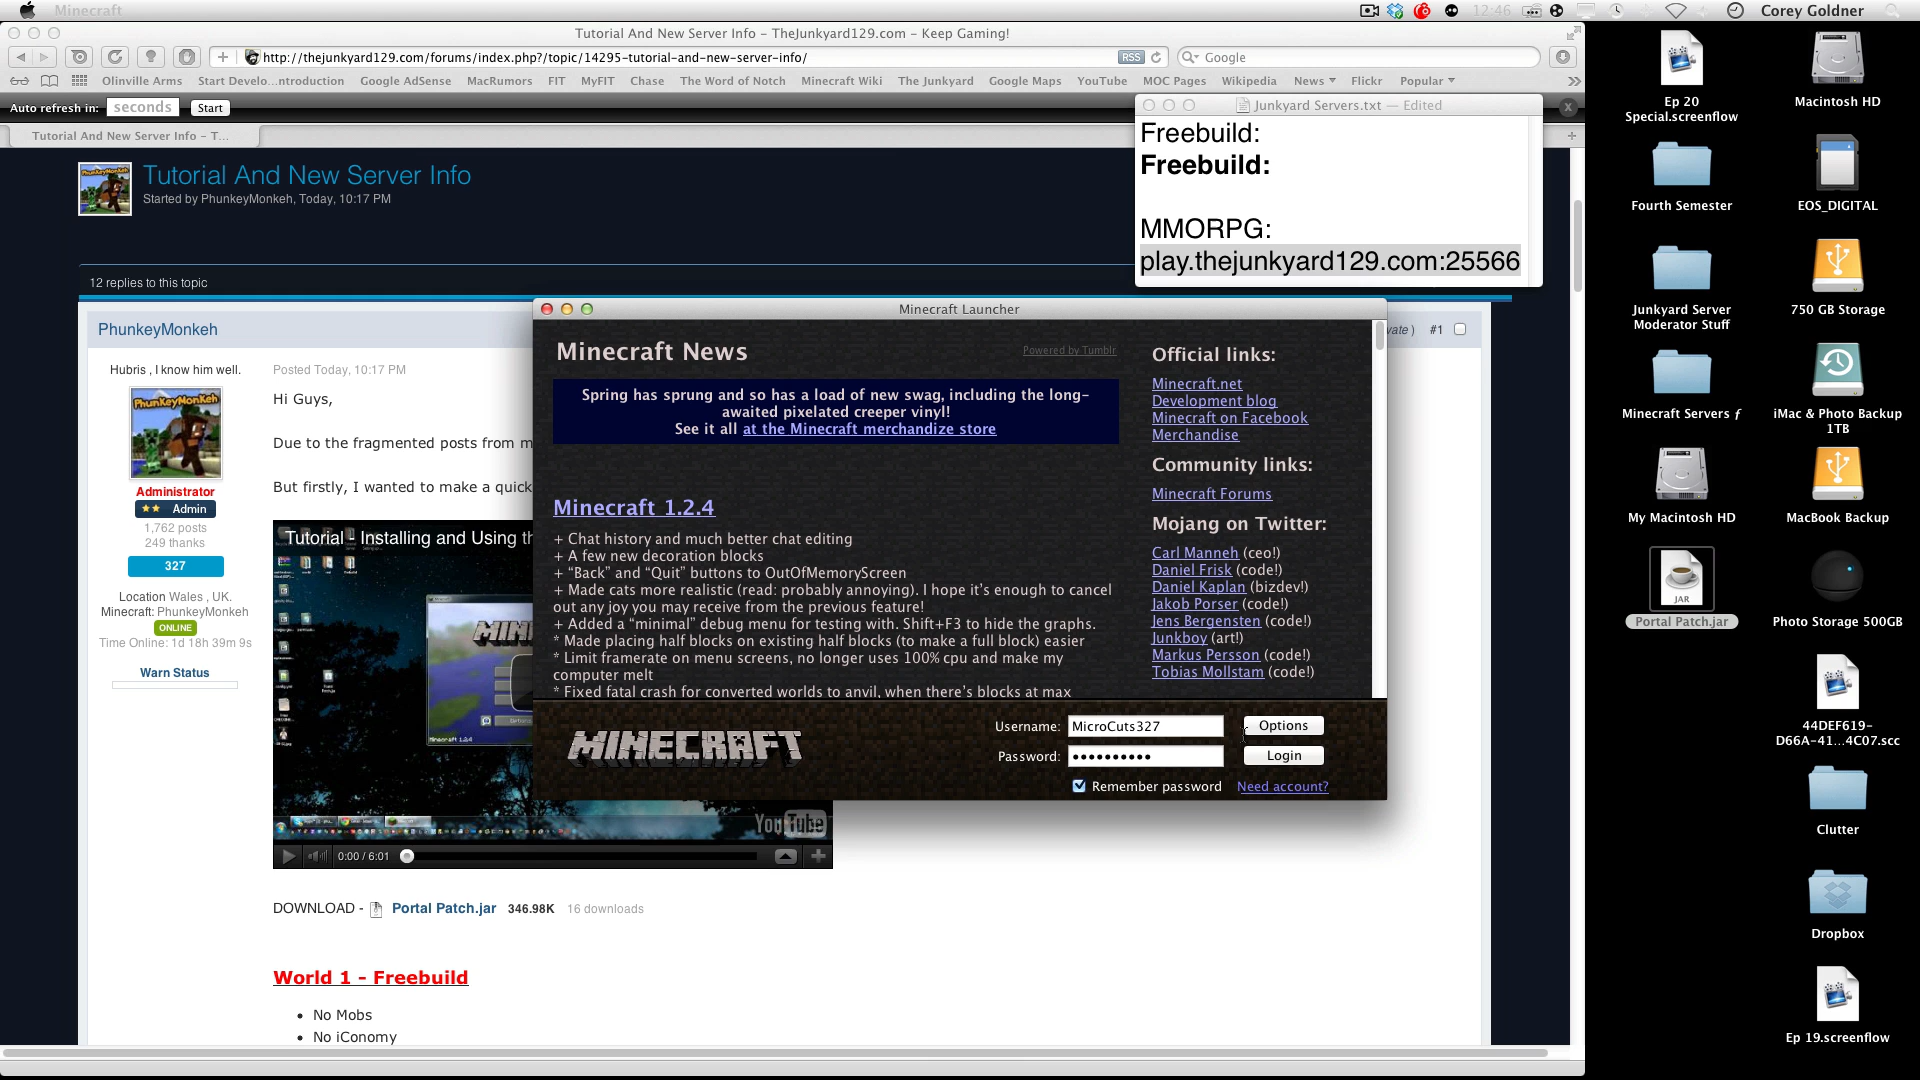 Minecraft
12:46
Corey Goldner
Tutorial And New Server Info – TheJunkyard129.com – Keep Gaming!
http://thejunkyard129.com/forums/index.php?/topic/14295-tutorial-and-new-server-info/
RSS
Google
Olinville Arms
Start Develo...ntroduction
Google AdSense
MacRumors
FIT
MyFIT
Chase
The Word of Notch
Minecraft Wiki
The Junkyard
Google Maps
YouTube
MOC Pages
Wikipedia
News
Flickr
Popular
Auto refresh in:
seconds
Start
Tutorial And New Server Info – T...
Junkyard Servers.txt — Edited
Freebuild:
Freebuild:
MMORPG:
play.thejunkyard129.com:25566
Tutorial And New Server Info
Started by PhunkeyMonkeh, Today, 10:17 PM
12 replies to this topic
PhunkeyMonkeh
vate )
#1
Hubris , I know him well.
PhunKeyMonKeh
Administrator
Admin
1,762 posts
249 thanks
327
Location Wales , UK.
Minecraft: PhunkeyMonkeh
ONLINE
Time Online: 1d 18h 39m 9s
Warn Status
Posted Today, 10:17 PM
Hi Guys,
Due to the fragmented posts from m
But firstly, I wanted to make a quick
Tutorial - Installing and Using th
Minecraft 1.2.4
YouTube
0:00 / 6:01
DOWNLOAD - Portal Patch.jar 346.98K 16 downloads
World 1 - Freebuild
• No Mobs
• No iConomy
Minecraft Launcher
Minecraft News
Powered by Tumblr
Spring has sprung and so has a load of new swag, including the long-
awaited pixelated creeper vinyl!
See it all at the Minecraft merchandize store
Minecraft 1.2.4
+ Chat history and much better chat editing
+ A few new decoration blocks
+ “Back” and “Quit” buttons to OutOfMemoryScreen
+ Made cats more realistic (read: probably annoying). I hope it’s enough to cancel
out any joy you may receive from the previous feature!
+ Added a “minimal” debug menu for testing with. Shift+F3 to hide the graphs.
* Made placing half blocks on existing half blocks (to make a full block) easier
* Limit framerate on menu screens, no longer uses 100% cpu and make my
computer melt
* Fixed fatal crash for converted worlds to anvil, when there’s blocks at max
Official links:
Minecraft.net
Development blog
Minecraft on Facebook
Merchandise
Community links:
Minecraft Forums
Mojang on Twitter:
Carl Manneh (ceo!)
Daniel Frisk (code!)
Daniel Kaplan (bizdev!)
Jakob Porser (code!)
Jens Bergensten (code!)
Junkboy (art!)
Markus Persson (code!)
Tobias Mollstam (code!)
MINECRAFT
Username: MicroCuts327
Options
Password: ••••••••••
Login
Remember password
Need account?
Ep 20
Special.screenflow
Macintosh HD
Fourth Semester
EOS_DIGITAL
Junkyard Server
Moderator Stuff
750 GB Storage
Minecraft Servers ƒ
iMac & Photo Backup
1TB
My Macintosh HD
MacBook Backup
JAR
Portal Patch.jar
Photo Storage 500GB
44DEF619-
D66A-41...4C07.scc
Clutter
Dropbox
Ep 19.screenflow